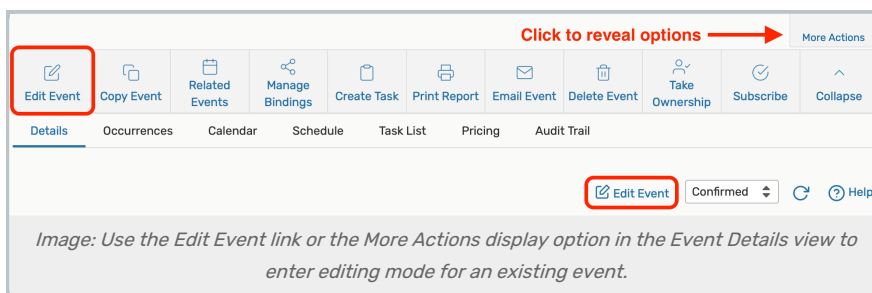 Click to reveal options
More Actions
Edit Event
Copy Event
Related
Events
Manage
Bindings
Create Task
Print Report
Email Event
Delete Event
Take
Ownership
Subscribe
Collapse
Details
Occurrences
Calendar
Schedule
Task List
Pricing
Audit Trail
Edit Event
Confirmed
Help
Image: Use the Edit Event link or the More Actions display option in the Event Details view to
enter editing mode for an existing event.